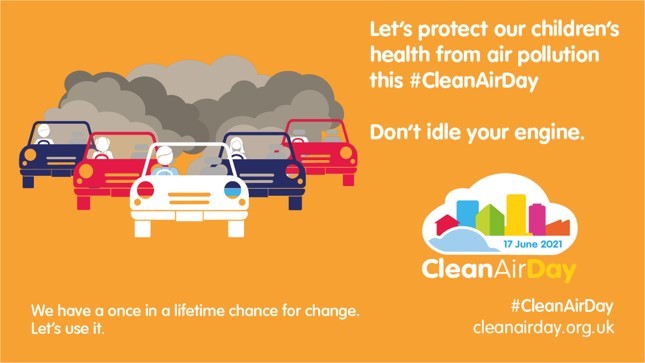 Let's protect our children's
health from air pollution
this #CleanAirDay
Don't idle your engine.
17 June 2021
CleanAirDay
We have a once in a lifetime chance for change.
Let's use it.
#CleanAirDay
cleanairday.org.uk